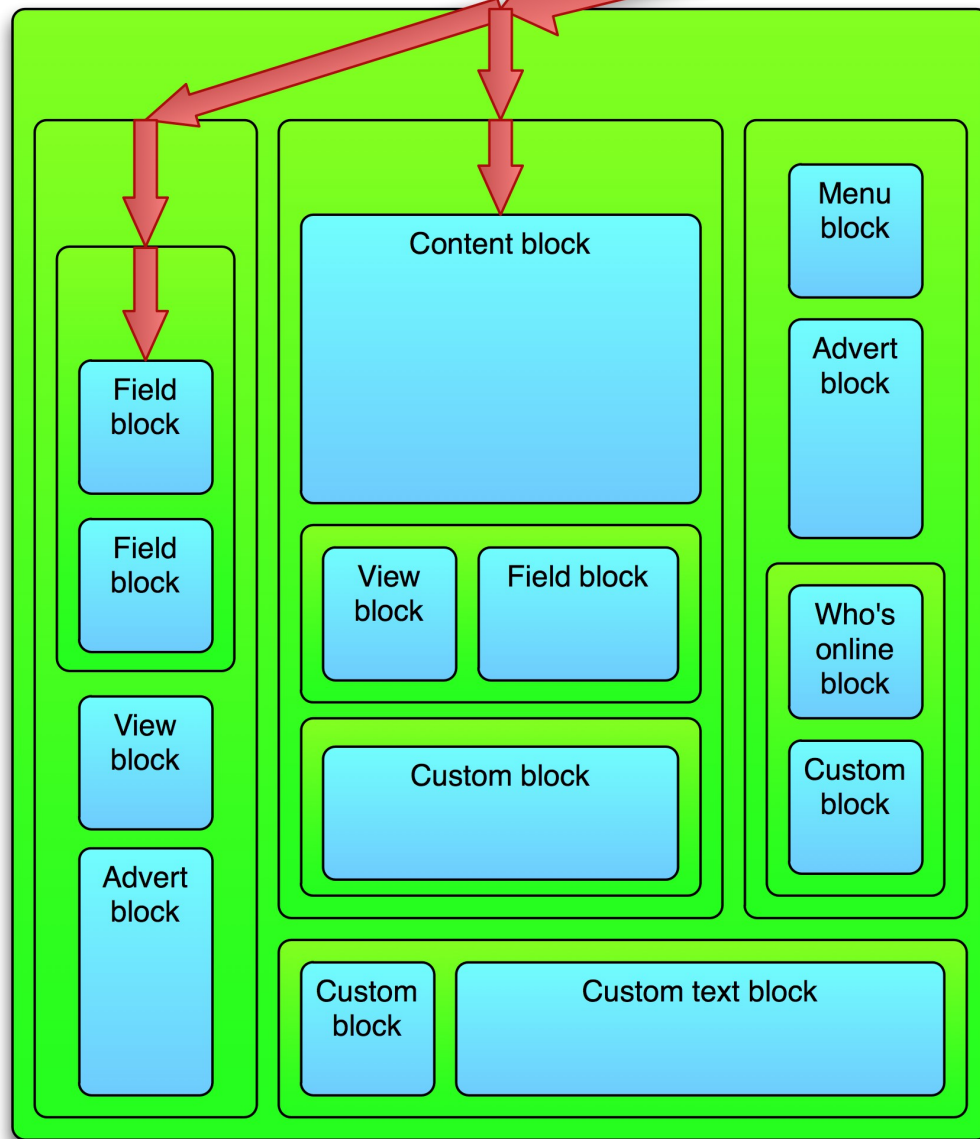 Field
block
Field
block
View
block
Advert
block
Content block
View
block
Field block
Custom block
Menu
block
Advert
block
Who's
online
block
Custom
block
Custom
block
Custom text block